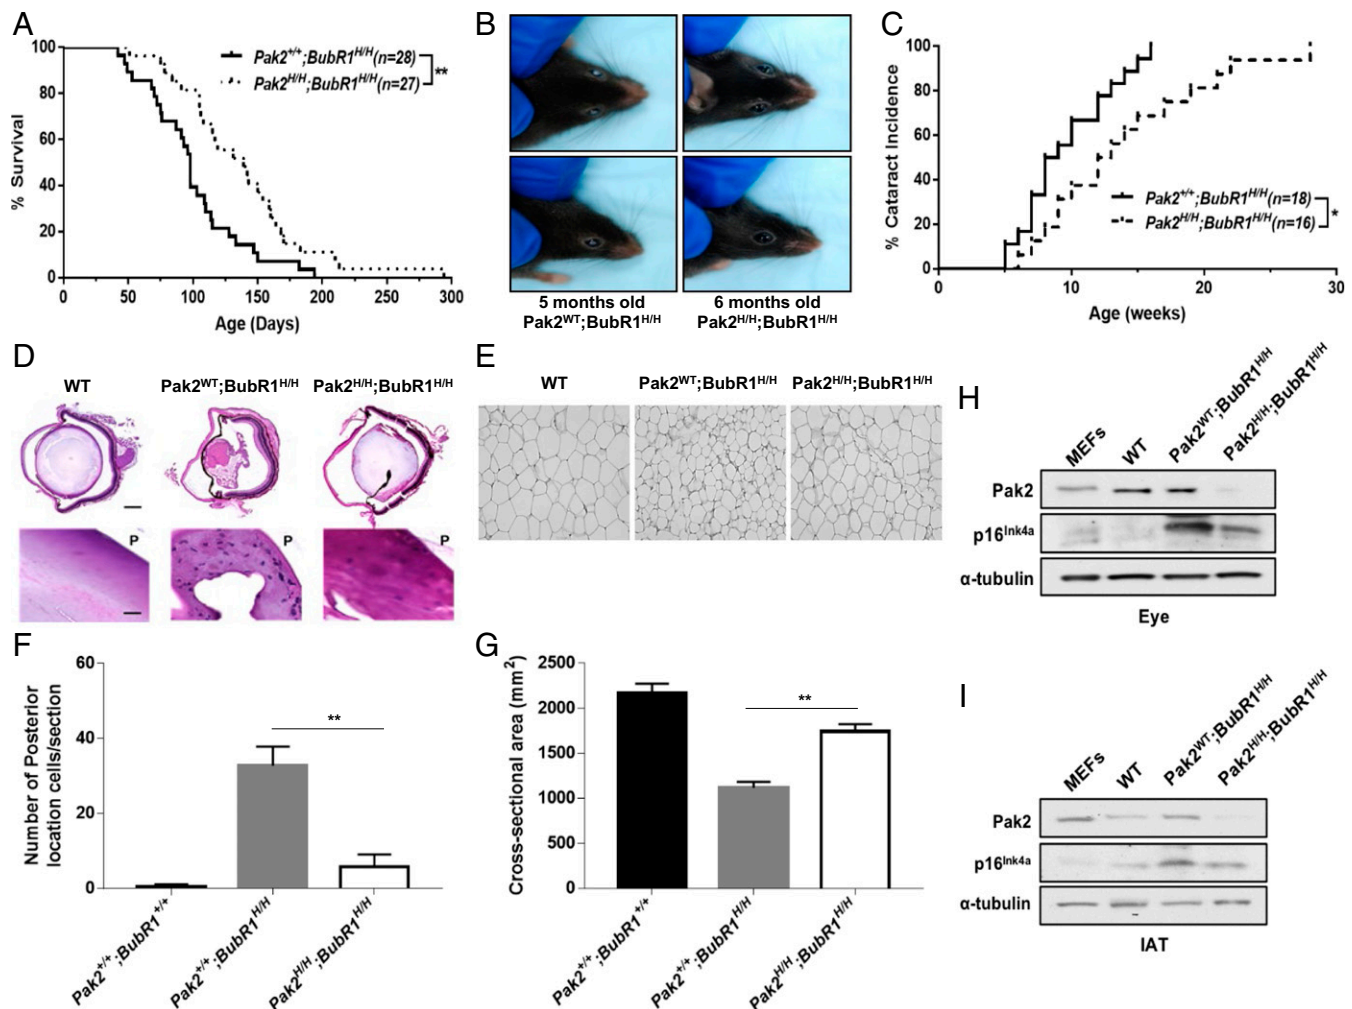 A
% Survival
100
80
60
40
20
0
0 50 100 150 200 250 300
Age (Days)
Pak2+/+;BubR1H/H(n=28)
Pak2H/H;BubR1H/H(n=27)
**
B
5 months old
Pak2WT;BubR1H/H
6 months old
Pak2H/H;BubR1H/H
C
% Cataract Incidence
100
80
60
40
20
0
0 10 20 30
Age (weeks)
Pak2+/+;BubR1H/H(n=18)
Pak2H/H;BubR1H/H(n=16)
*
D
WT Pak2WT;BubR1H/H Pak2H/H;BubR1H/H
P P P
E
WT Pak2WT;BubR1H/H Pak2H/H;BubR1H/H
F
Number of Posterior
location cells/section
60
40
20
0
**
Pak2+/+;BubR1+/+
Pak2+/+;BubR1H/H
Pak2H/H;BubR1H/H
G
Cross-sectional area (mm2)
2500
2000
1500
1000
500
0
**
Pak2+/+;BubR1+/+
Pak2+/+;BubR1H/H
Pak2H/H;BubR1H/H
H
MEFs
WT
Pak2WT;BubR1H/H
Pak2H/H;BubR1H/H
Pak2
p16Ink4a
α-tubulin
Eye
I
MEFs
WT
Pak2WT;BubR1H/H
Pak2H/H;BubR1H/H
Pak2
p16Ink4a
α-tubulin
IAT